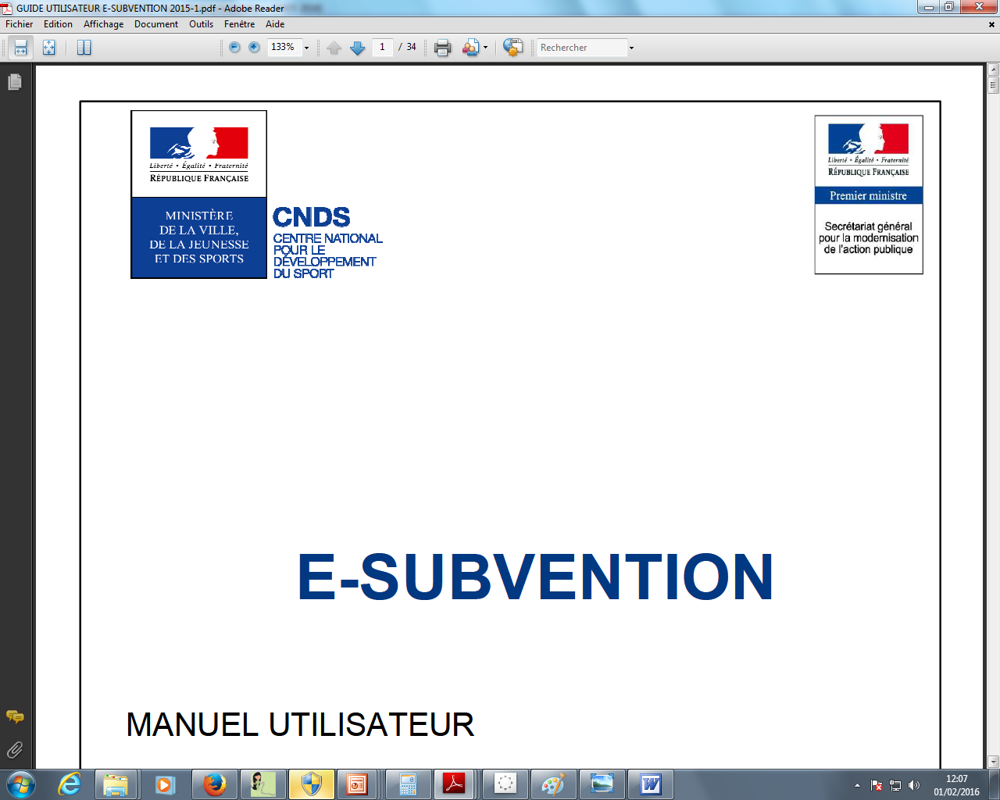 GUIDE UTILISATEUR E-SUBVENTION 2015-1.pdf - Adobe Reader
Fichier Edition Affichage Document Outils Fenêtre Aide
133% 1 / 34 Rechercher
Liberté • Égalité • Fraternité
RÉPUBLIQUE FRANÇAISE
MINISTÈRE
DE LA VILLE,
DE LA JEUNESSE
ET DES SPORTS
CNDS
CENTRE NATIONAL
POUR LE
DÉVELOPPEMENT
DU SPORT
Liberté • Égalité • Fraternité
RÉPUBLIQUE FRANÇAISE
Premier ministre
Secrétariat général
pour la modernisation
de l'action publique
E-SUBVENTION
MANUEL UTILISATEUR
12:07
01/02/2016